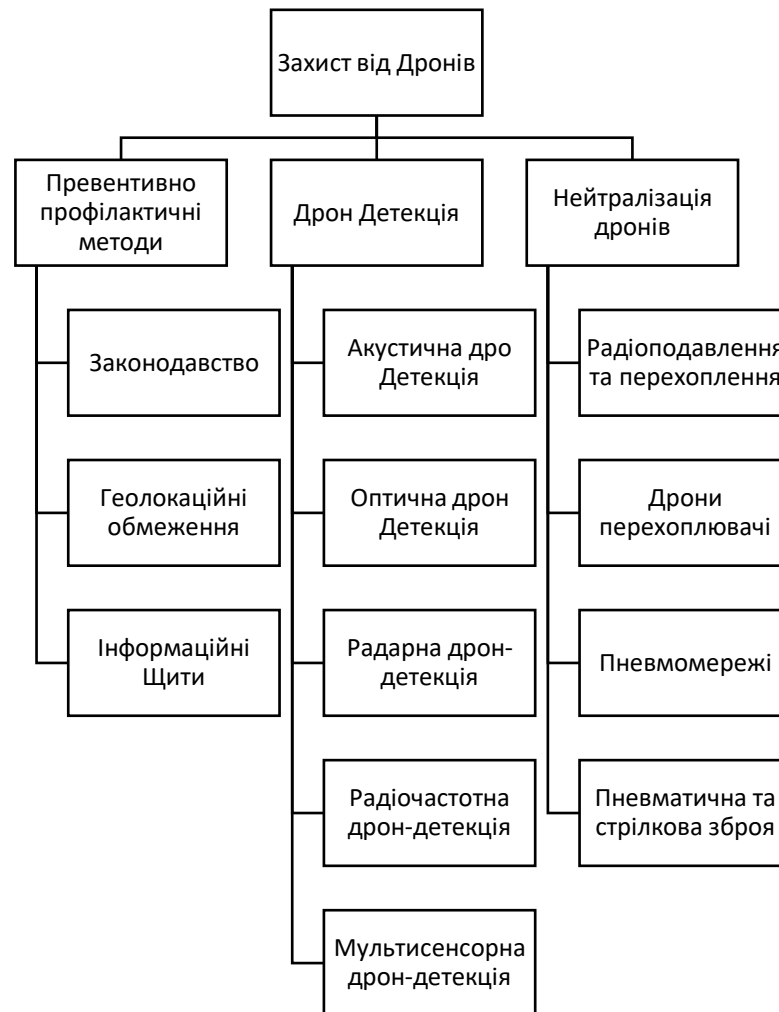 Захист від Дронів
Превентивно
профілактичні
методи
Дрон Детекція
Нейтралізація
дронів
Законодавство
Геолокаційні
обмеження
Інформаційні
Щити
Акустична дро
Детекція
Оптична дрон
Детекція
Радарна дрон-
детекція
Радіочастотна
дрон-детекція
Мультисенсорна
дрон-детекція
Радіоподавлення
та перехоплення
Дрони
перехоплювачі
Пневмомережі
Пневматична та
стрілкова зброя